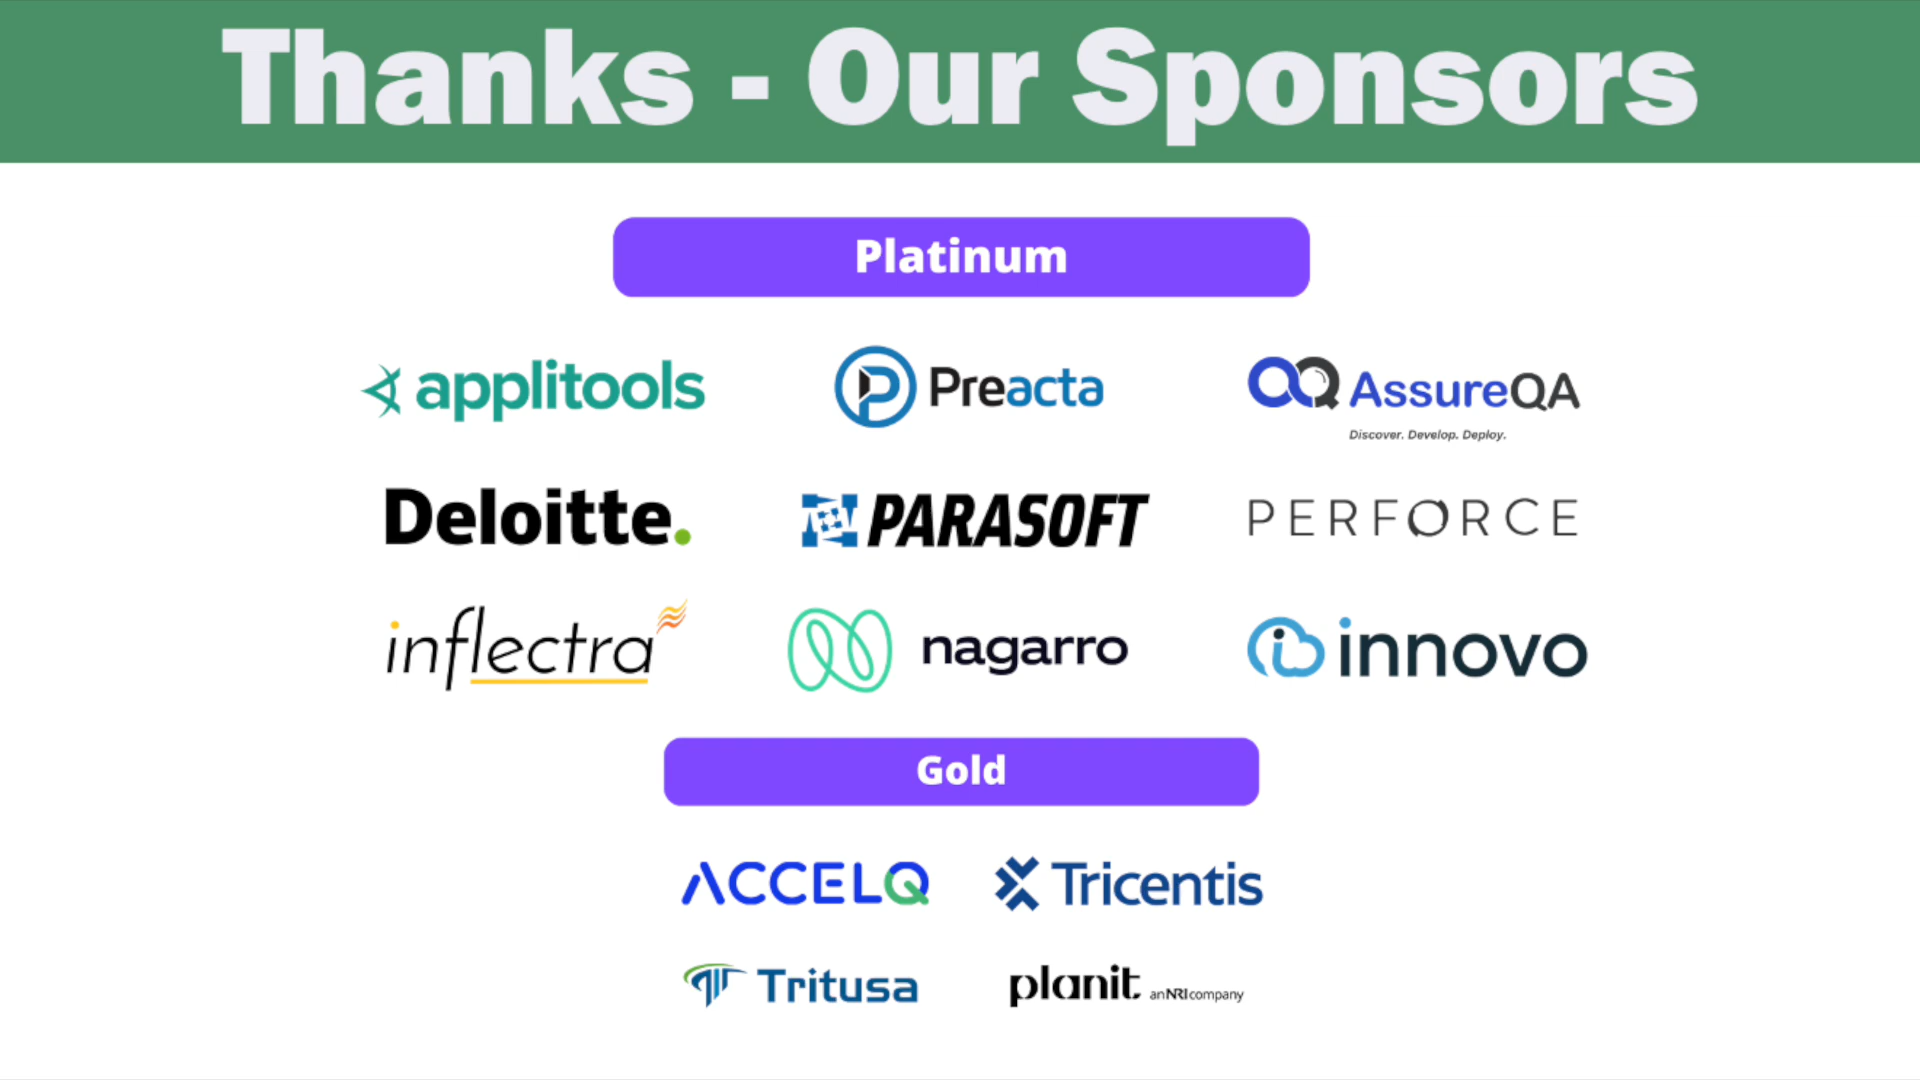 Thanks - Our Sponsors
Platinum
applitools
Preacta
AssureQA
Discover. Develop. Deploy.
Deloitte.
PARASOFT
PERFORCE
inflectra
nagarro
innovo
Gold
ACCELQ
Tricentis
Tritusa
planit an NRI company